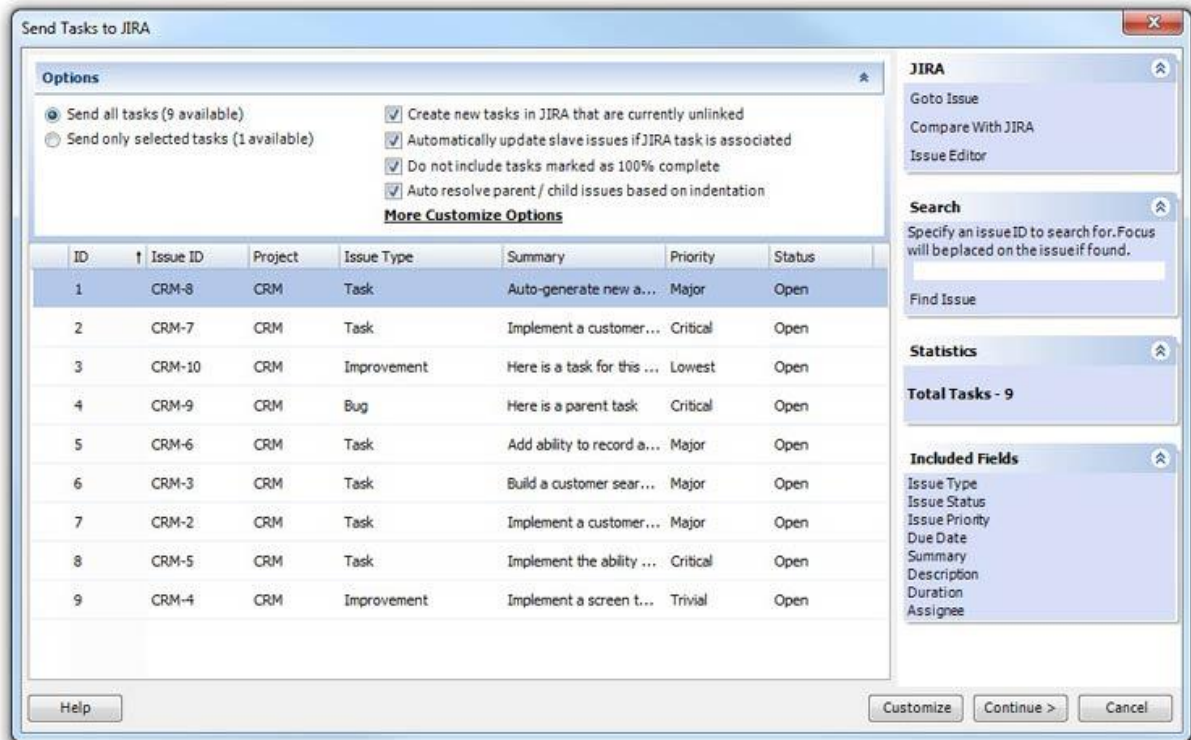 Send Tasks to JIRA
Options
Send all tasks (9 available)
Send only selected tasks (1 available)
Create new tasks in JIRA that are currently unlinked
Automatically update slave issues if JIRA task is associated
Do not include tasks marked as 100% complete
Auto resolve parent / child issues based on indentation
More Customize Options
ID ↑ Issue ID Project Issue Type Summary Priority Status
1 CRM-8 CRM Task Auto-generate new a... Major Open
2 CRM-7 CRM Task Implement a customer... Critical Open
3 CRM-10 CRM Improvement Here is a task for this ... Lowest Open
4 CRM-9 CRM Bug Here is a parent task Critical Open
5 CRM-6 CRM Task Add ability to record a... Major Open
6 CRM-3 CRM Task Build a customer sear... Major Open
7 CRM-2 CRM Task Implement a customer... Major Open
8 CRM-5 CRM Task Implement the ability ... Critical Open
9 CRM-4 CRM Improvement Implement a screen t... Trivial Open
JIRA
Goto Issue
Compare With JIRA
Issue Editor
Search
Specify an issue ID to search for. Focus
will be placed on the issue if found.
Find Issue
Statistics
Total Tasks - 9
Included Fields
Issue Type
Issue Status
Issue Priority
Due Date
Summary
Description
Duration
Assignee
Help
Customize
Continue >
Cancel